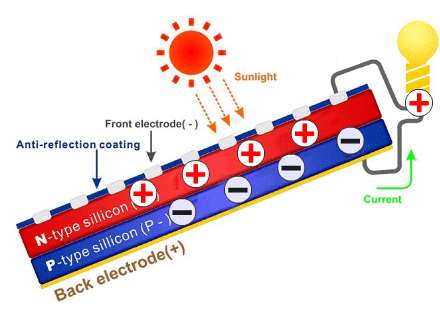 Sunlight
Front electrode( - )
Anti-reflection coating
N-type sillicon (
P-type sillicon (P - )
Current
Back electrode(+)